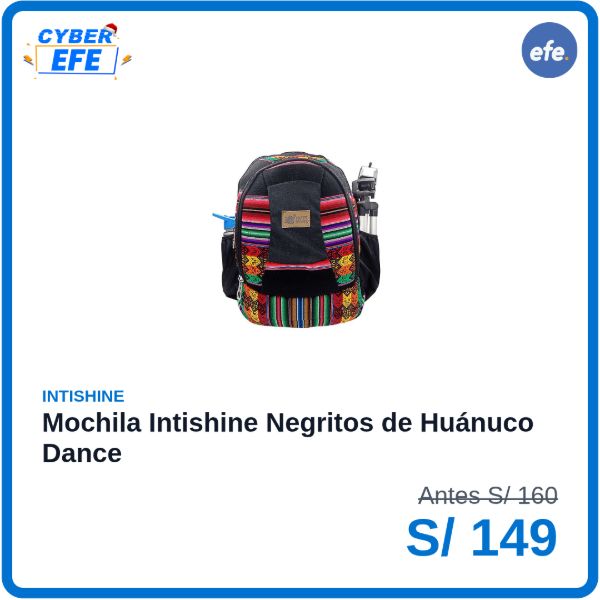 CYBER
EFE
efe.
INTISHINE
Mochila Intishine Negritos de Huánuco
Dance
Antes S/ 160
S/ 149